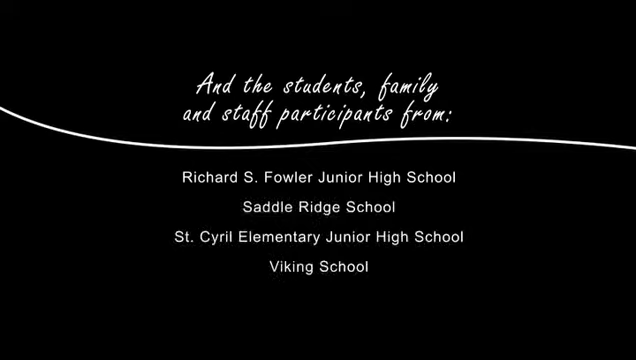 And the students, family
and staff participants from:
Richard S. Fowler Junior High School
Saddle Ridge School
St. Cyril Elementary Junior High School
Viking School